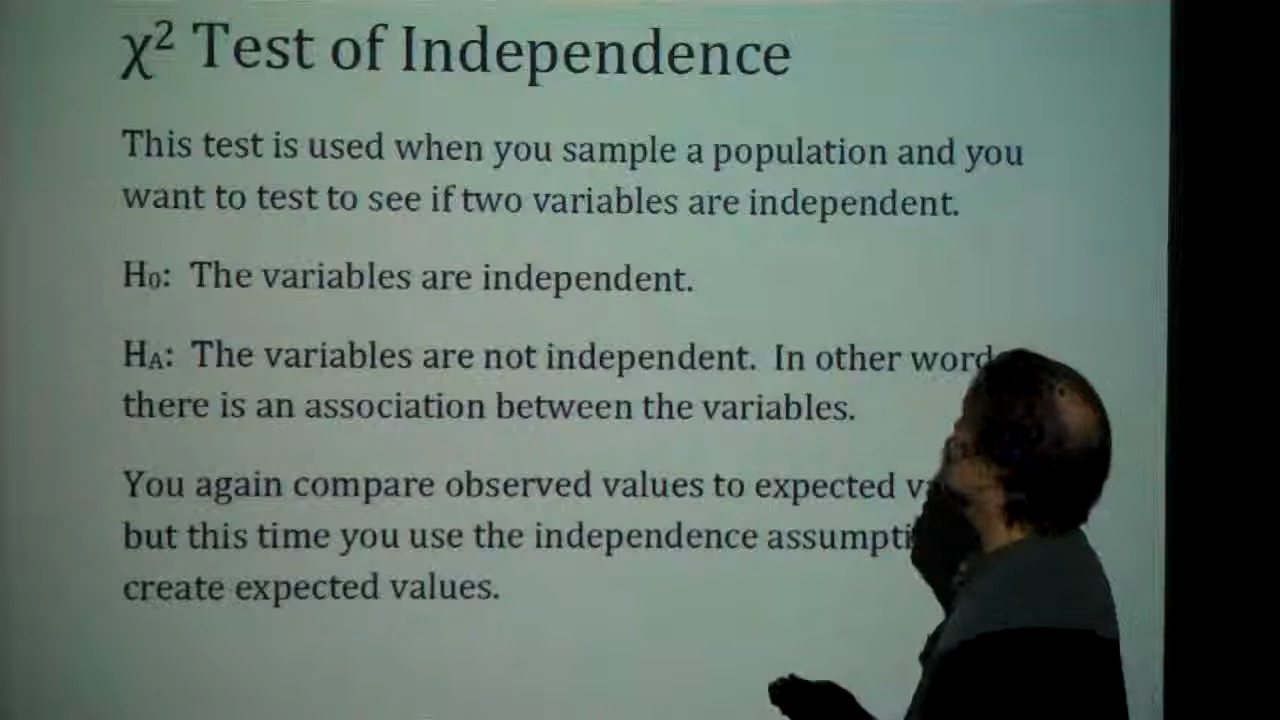 χ² Test of Independence
This test is used when you sample a population and you
want to test to see if two variables are independent.
H₀: The variables are independent.
Hₐ: The variables are not independent. In other
there is an association between the variables.
You again compare observed values to expected
but this time you use the independence
create expected values.